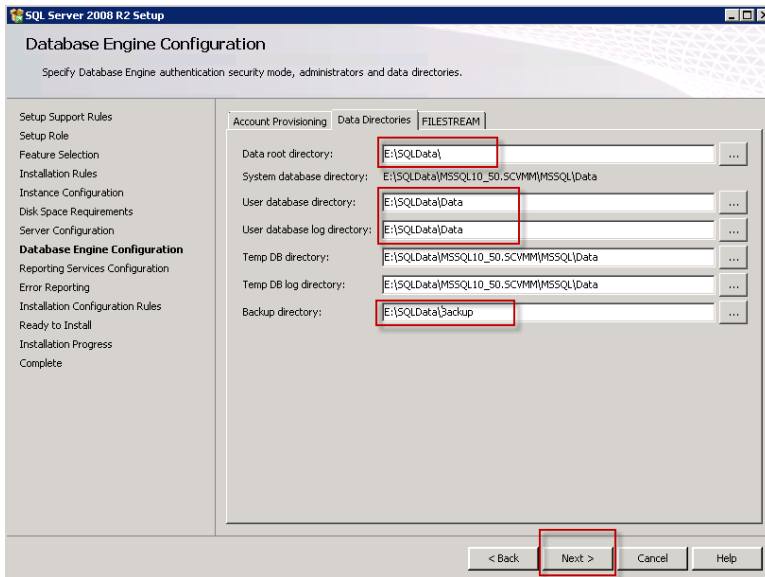 SQL Server 2008 R2 Setup
Database Engine Configuration
Specify Database Engine authentication security mode, administrators and data directories.
Setup Support Rules
Setup Role
Feature Selection
Installation Rules
Instance Configuration
Disk Space Requirements
Server Configuration
Database Engine Configuration
Reporting Services Configuration
Error Reporting
Installation Configuration Rules
Ready to Install
Installation Progress
Complete
Account Provisioning Data Directories FILESTREAM
Data root directory: E:\SQLData\ ...
System database directory: E:\SQLData\MSSQL10_50.SCVMM\MSSQL\Data
User database directory: E:\SQLData\Data ...
User database log directory: E:\SQLData\Data ...
Temp DB directory: E:\SQLData\MSSQL10_50.SCVMM\MSSQL\Data ...
Temp DB log directory: E:\SQLData\MSSQL10_50.SCVMM\MSSQL\Data ...
Backup directory: E:\SQLData\Backup ...
< Back Next > Cancel Help